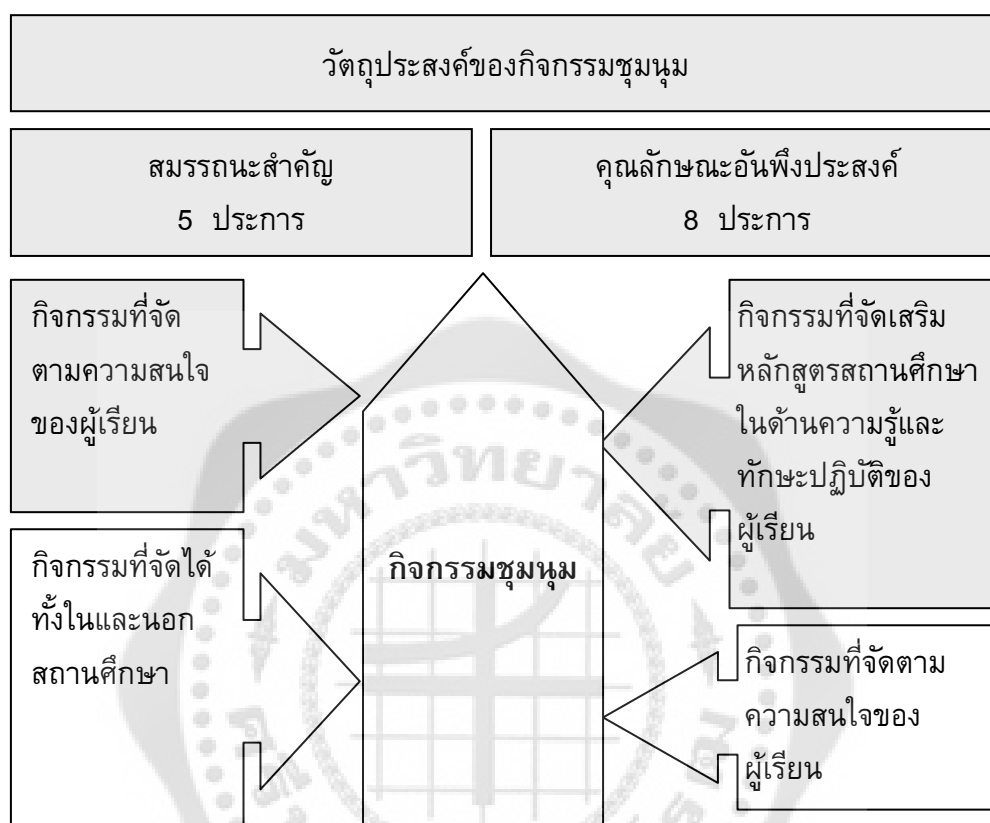 วัตถุประสงค์ของกิจกรรมชุมนุม
สมรรถนะสำคัญ
5 ประการ
คุณลักษณะอันพึงประสงค์
8 ประการ
กิจกรรมที่จัด
ตามความสนใจ
ของผู้เรียน
กิจกรรมที่จัดเสริม
หลักสูตรสถานศึกษา
ในด้านความรู้และ
ทักษะปฏิบัติของ
ผู้เรียน
กิจกรรมชุมนุม
กิจกรรมที่จัดได้
ทั้งในและนอก
สถานศึกษา
กิจกรรมที่จัดตาม
ความสนใจของ
ผู้เรียน
มหาวิทยาลัย